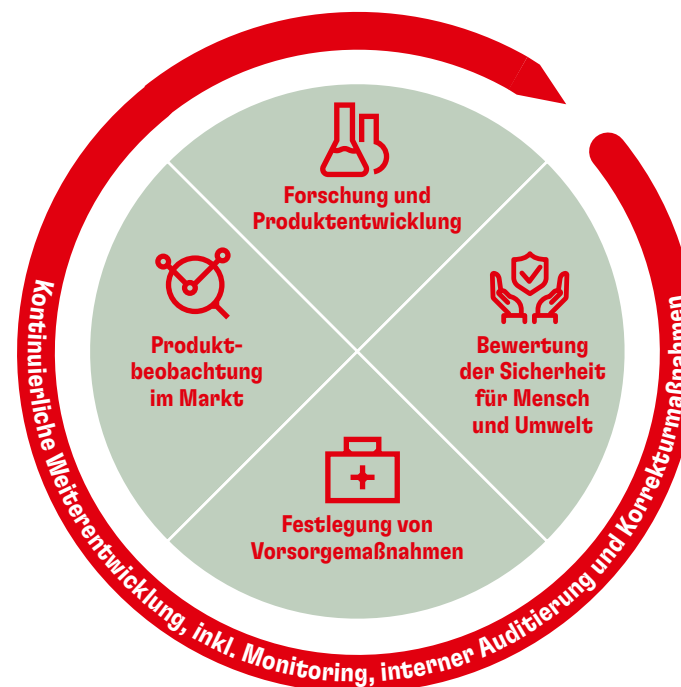 Forschung und
Produktentwicklung
Bewertung
der Sicherheit
für Mensch
und Umwelt
Festlegung von
Vorsorgemaßnahmen
Produkt-
beobachtung
im Markt
Kontinuierliche Weiterentwicklung, inkl. Monitoring, interner Auditierung und Korrekturmaßnahmen